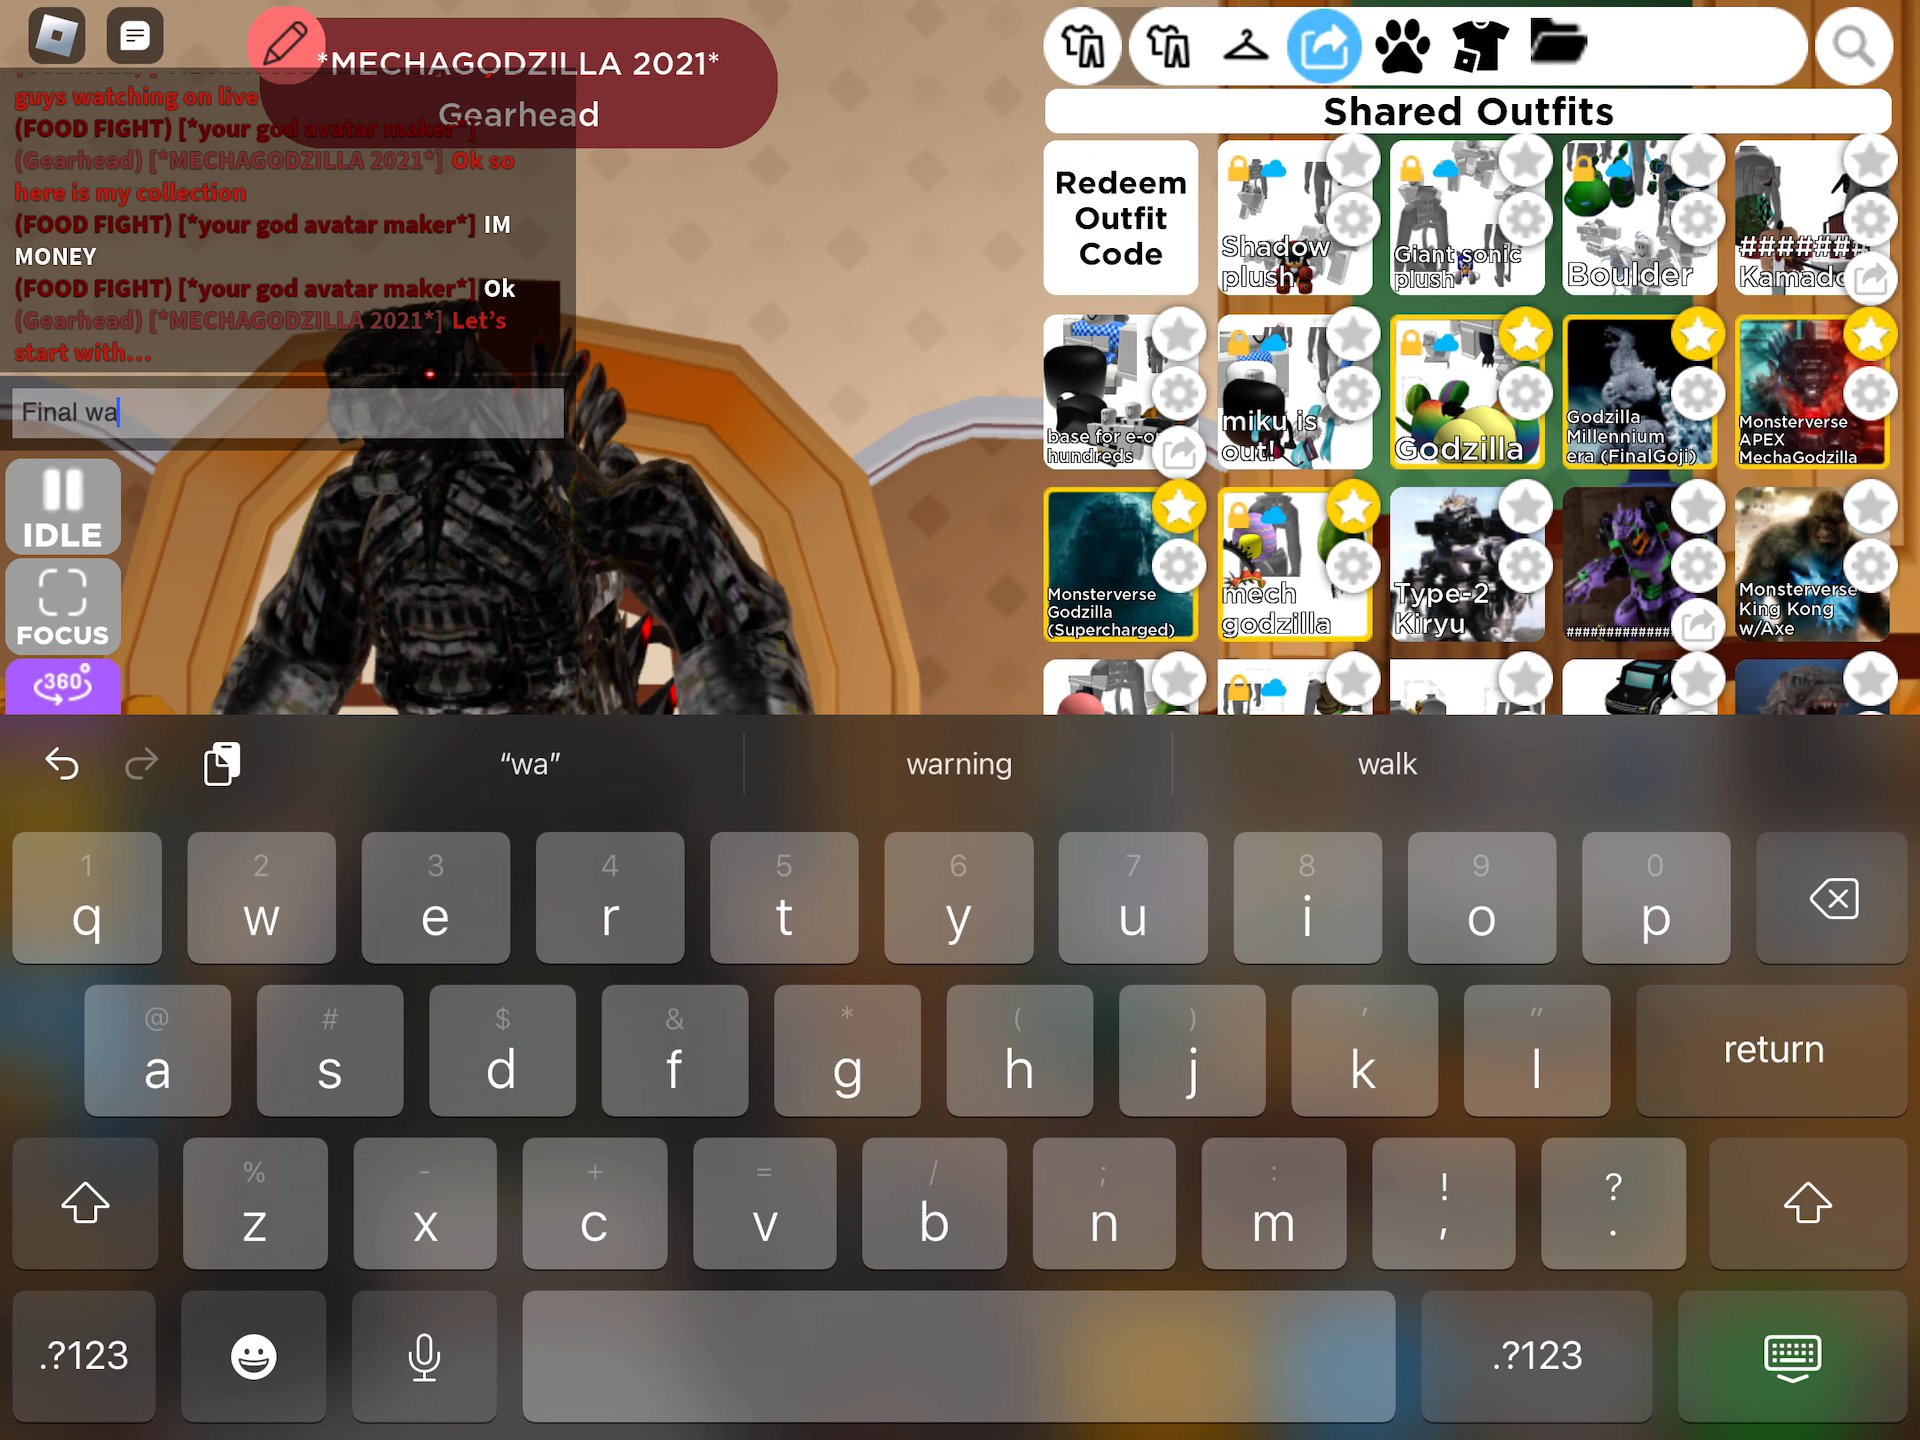 *MECHAGODZILLA 2021*
Gearhead
guys watching on live
(FOOD FIGHT) [*your god avatar maker*]
(Gearhead) [*MECHAGODZILLA 2021*] Ok so
here is my collection
(FOOD FIGHT) [*your god avatar maker*] IM
MONEY
(FOOD FIGHT) [*your god avatar maker*] Ok
(Gearhead) [*MECHAGODZILLA 2021*] Let's
start with...
Final wa
IDLE
FOCUS
360°
Shared Outfits
Redeem
Outfit
Code
Shadow
plush
Giant sonic
plush
Boulder
#######
Kamado
base for e-o
hundreds
miku is
out!
Godzilla
Godzilla
Millennium
era (FinalGoji)
Monsterverse
APEX
MechaGodzilla
Monsterverse
Godzilla
(Supercharged)
mech
godzilla
Type-2
Kiryu
#############
Monsterverse
King Kong
w/Axe
“wa” warning walk
1 2 3 4 5 6 7 8 9 0
q w e r t y u i o p
@ # $ & * ( ) ' "
a s d f g h j k l return
% - + = / ; : ! ?
z x c v b n m , .
.?123 .?123